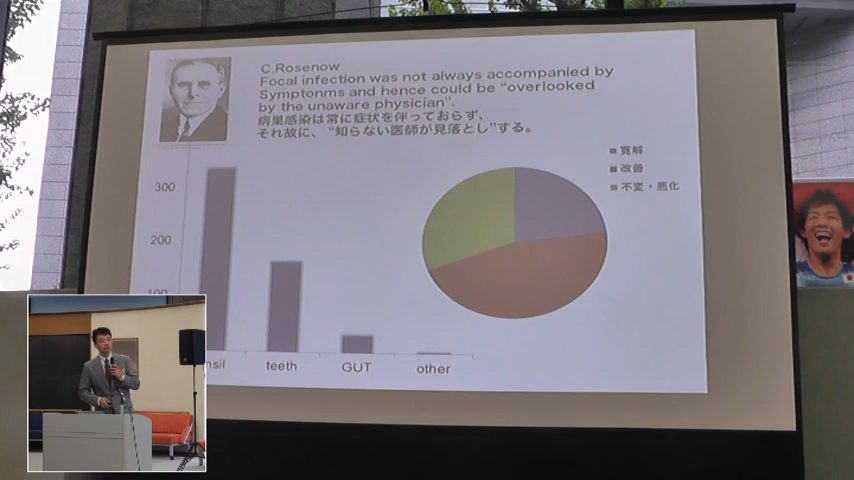 C.Rosenow
Focal infection was not always accompanied by
Symptonms and hence could be "overlooked
by the unaware physician".
病巣感染は常に症状を伴っておらず、
それ故に、"知らない医師が見落とし"する。
寛解
改善
不変・悪化
300
200
teeth
GUT
other